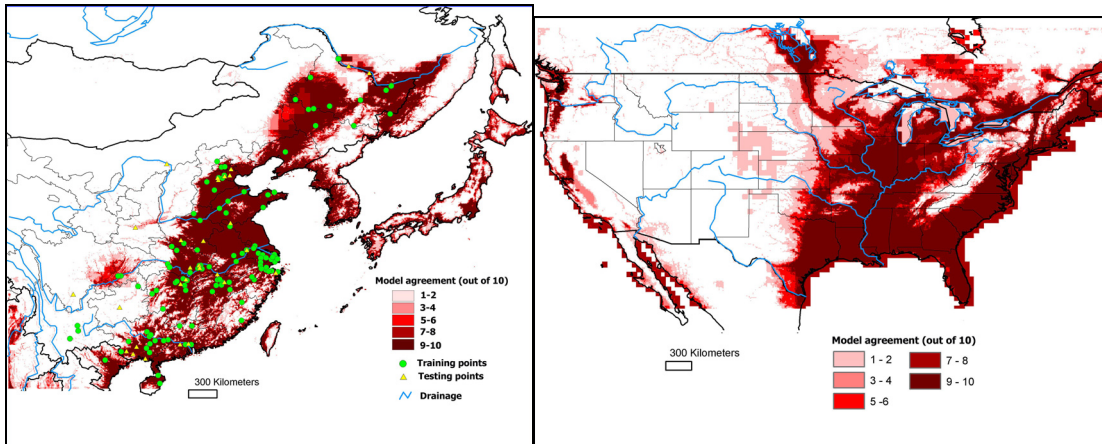 Model agreement (out of 10)
1-2
3-4
5-6
7-8
9-10
Training points
300 Kilometers
Testing points
Drainage
300 Kilometers
Model agreement (out of 10)
1 - 2
7 - 8
3 - 4
9 - 10
5 -6